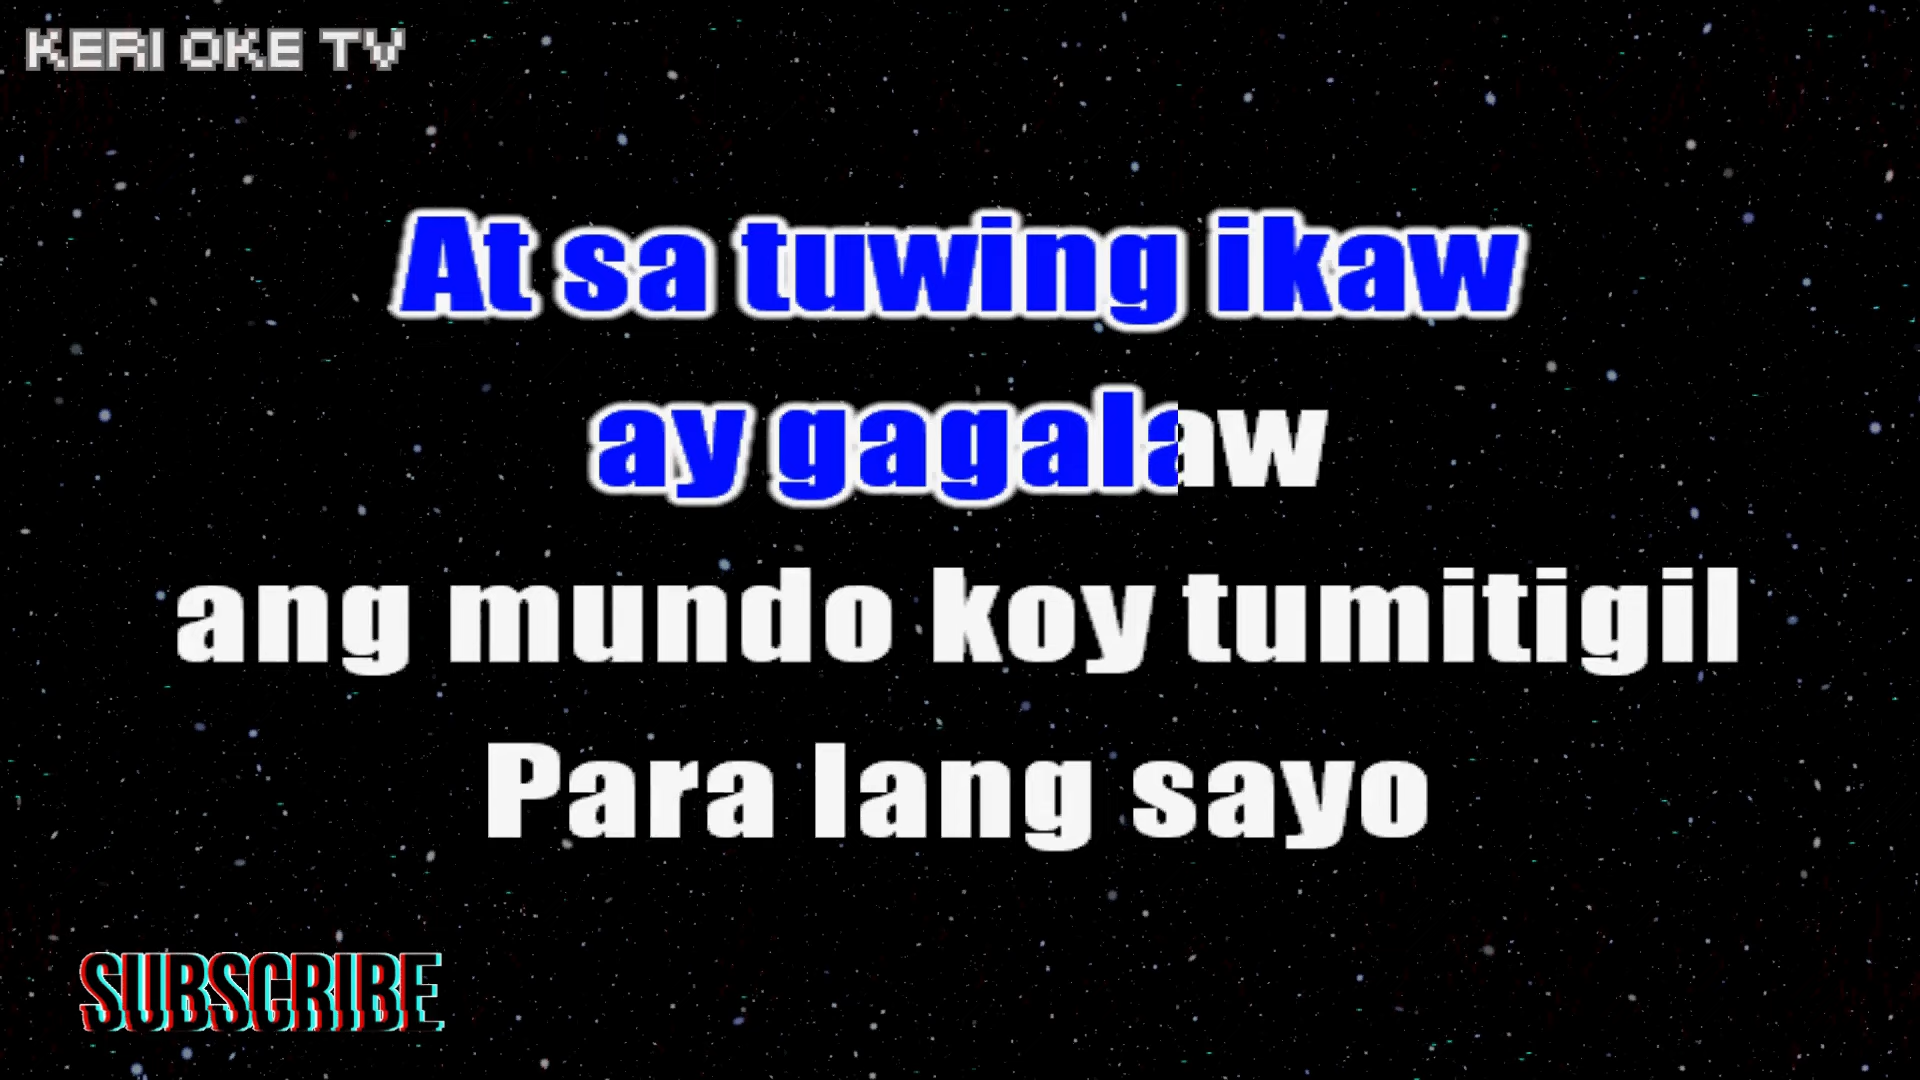 KERI OKE TV
At sa tuwing ikaw
ay gagalaw
ang mundo koy tumitigil
Para lang sayo
SUBSCRIBE